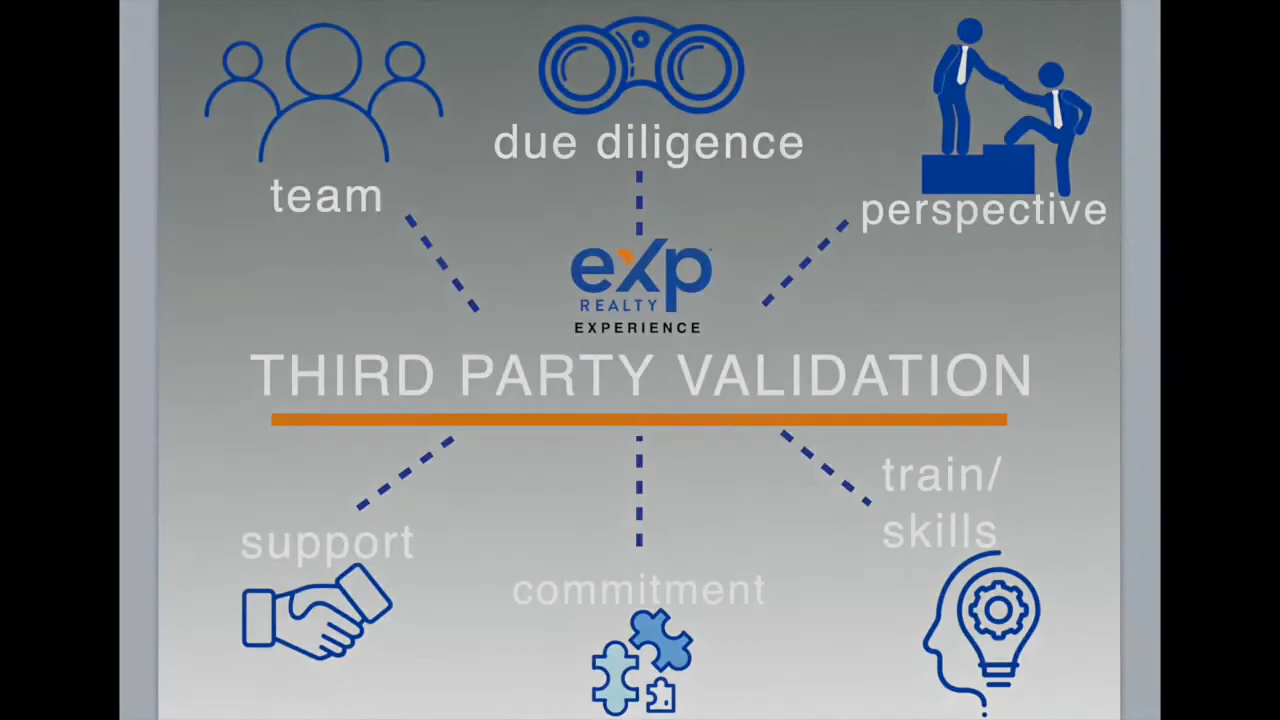 due diligence
team
perspective
eXp
REALTY
EXPERIENCE
THIRD PARTY VALIDATION
train/
skills
support
commitment